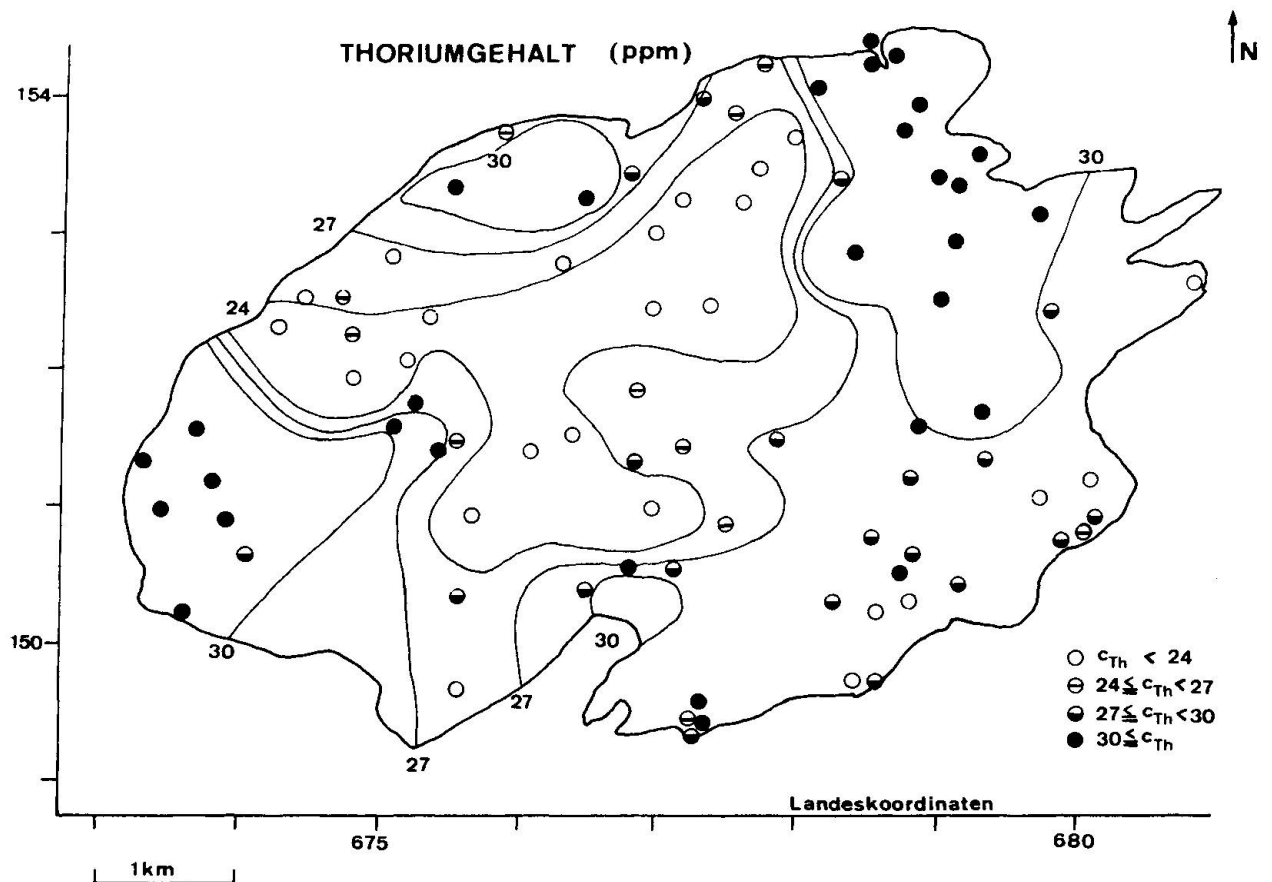 THORIUMGEHALT (ppm)
N
154
30
30
27
24
150
30
30
27
27
c_Th < 24
24 ≦ c_Th < 27
27 ≦ c_Th < 30
30 ≦ c_Th
Landeskoordinaten
675
680
1km